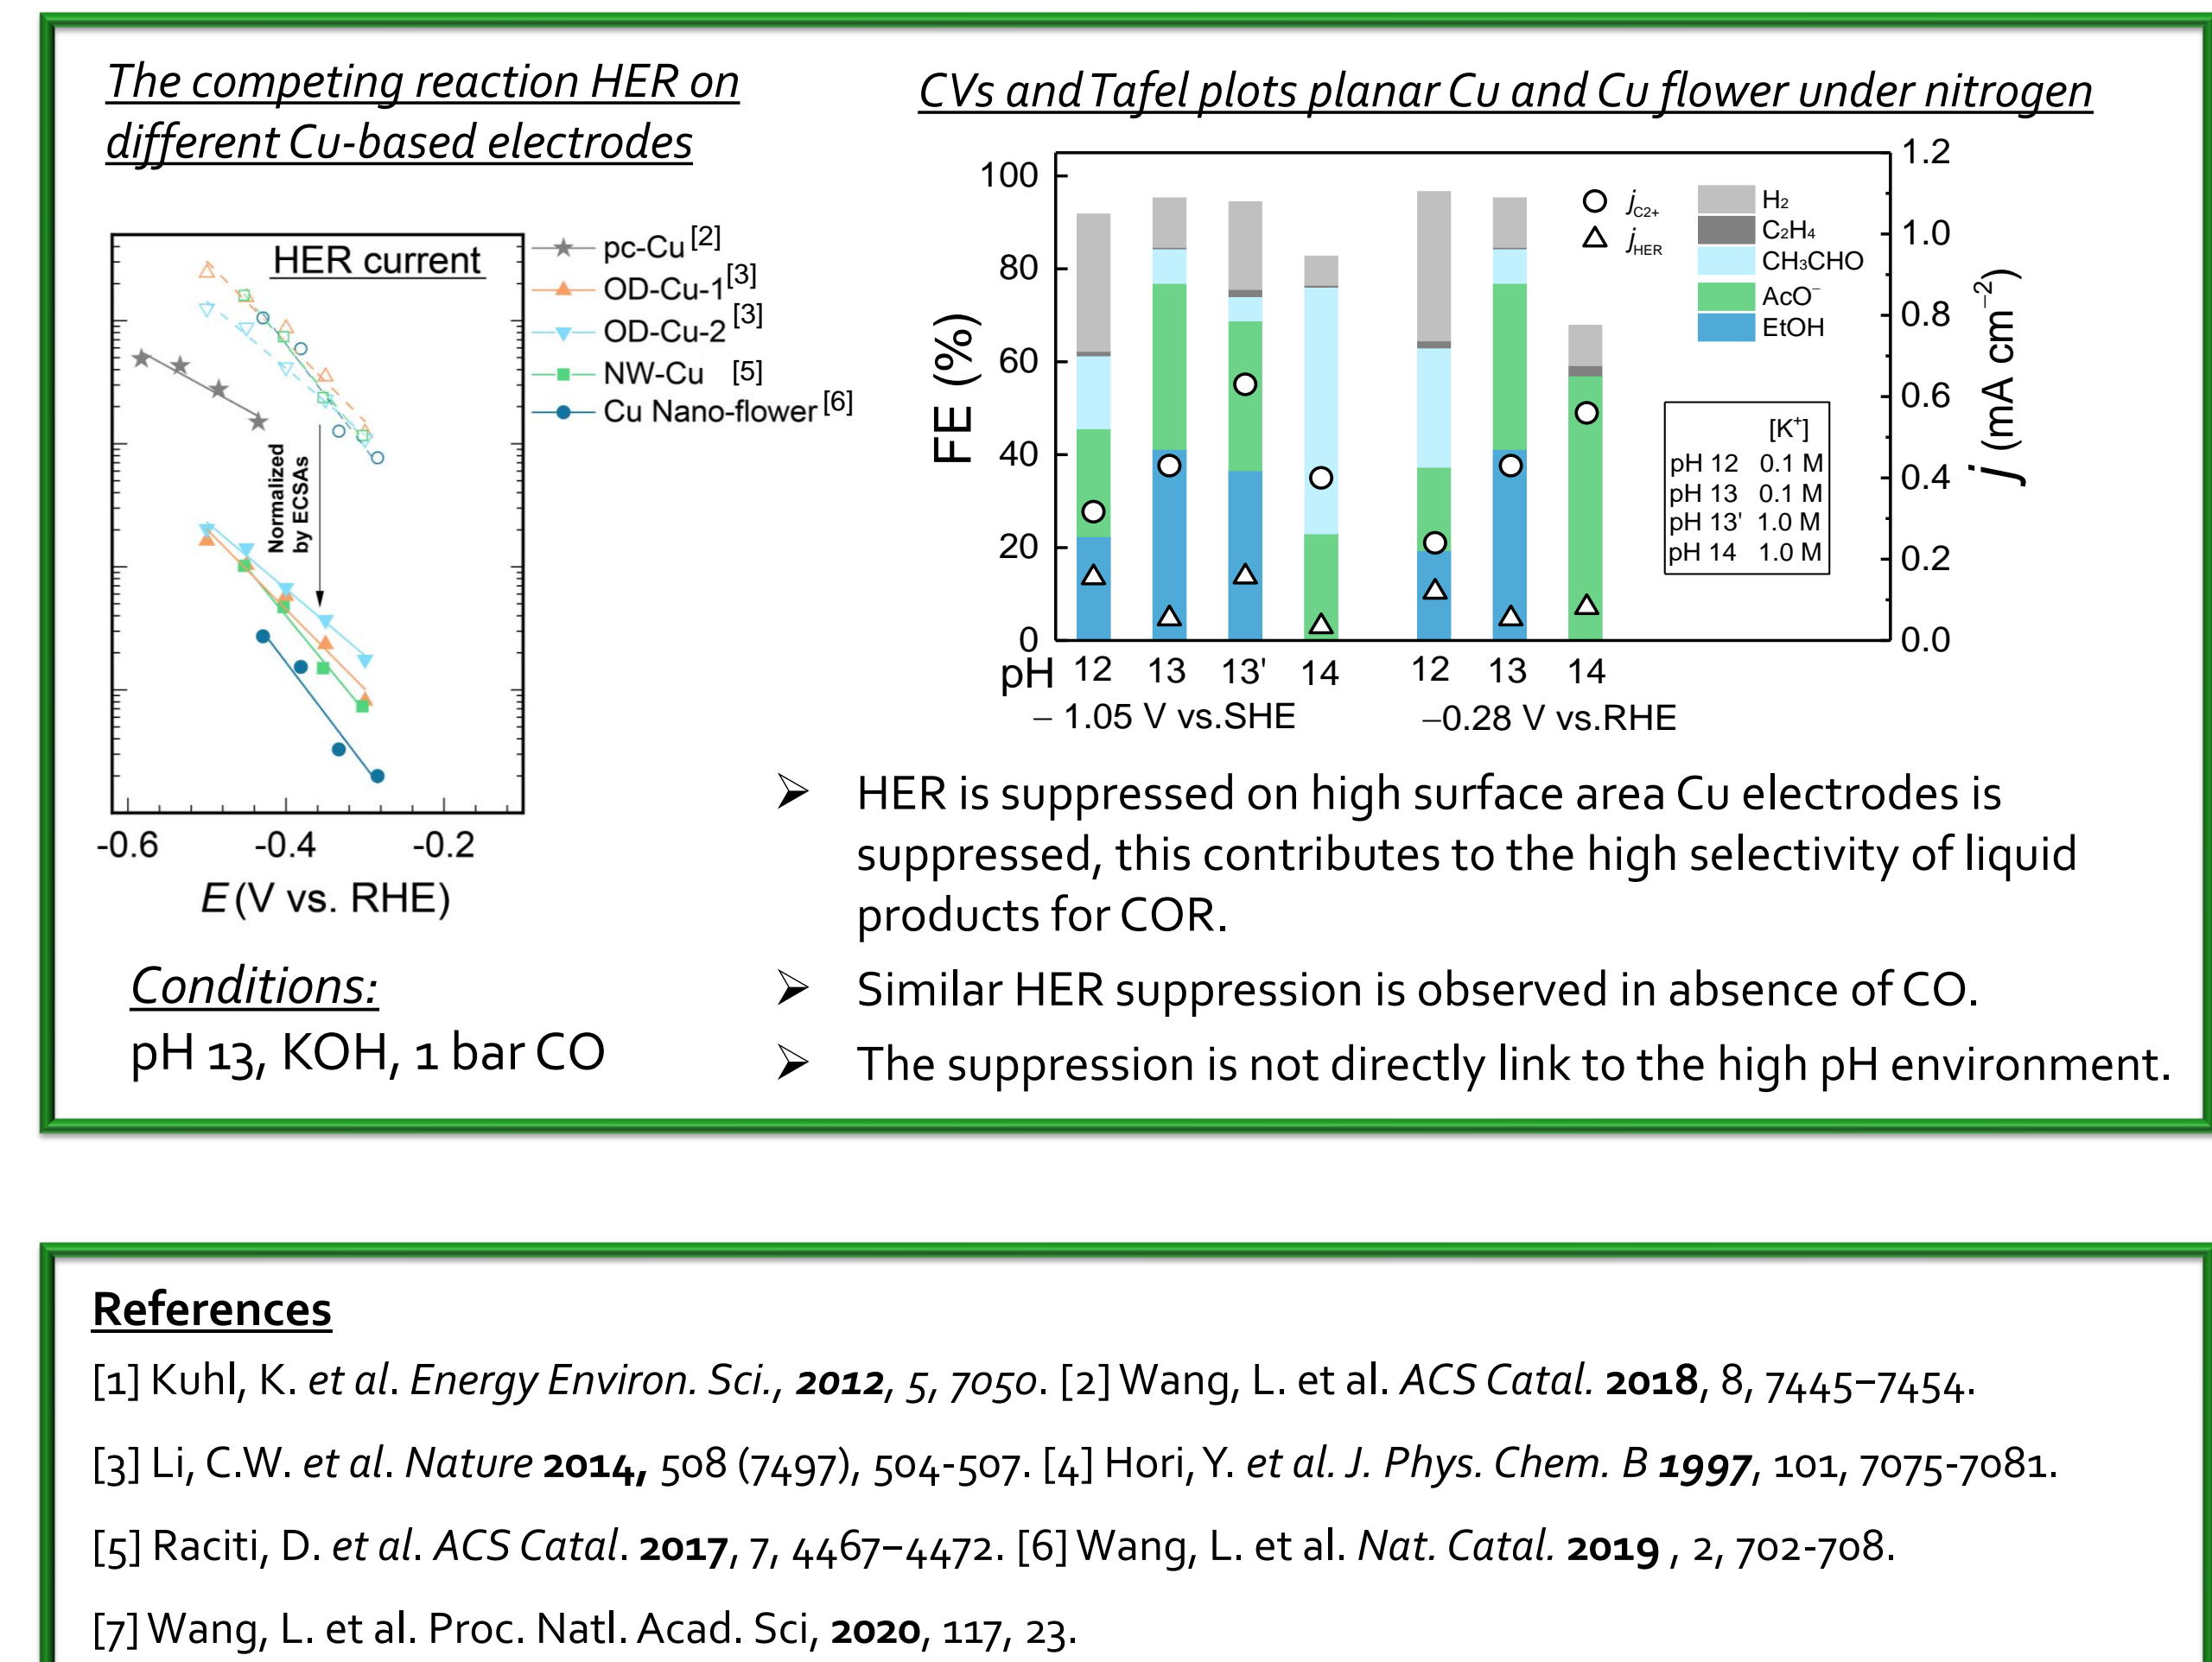 The competing reaction HER on
different Cu-based electrodes
HER current
Normalized
by ECSAs
pc-Cu [2]
OD-Cu-1 [3]
OD-Cu-2 [3]
NW-Cu [5]
Cu Nano-flower [6]
-0.6 -0.4 -0.2
E (V vs. RHE)
Conditions:
pH 13, KOH, 1 bar CO
CVs and Tafel plots planar Cu and Cu flower under nitrogen
FE (%)
100
80
60
40
20
0
j (mA cm⁻²)
1.2
1.0
0.8
0.6
0.4
0.2
0.0
jC2+
jHER
H₂
C₂H₄
CH₃CHO
AcO⁻
EtOH
[K⁺]
pH 12 0.1 M
pH 13 0.1 M
pH 13' 1.0 M
pH 14 1.0 M
pH 12 13 13' 14 12 13 14
– 1.05 V vs.SHE –0.28 V vs.RHE
➢ HER is suppressed on high surface area Cu electrodes is
suppressed, this contributes to the high selectivity of liquid
products for COR.
➢ Similar HER suppression is observed in absence of CO.
➢ The suppression is not directly link to the high pH environment.
References
[1] Kuhl, K. et al. Energy Environ. Sci., 2012, 5, 7050. [2] Wang, L. et al. ACS Catal. 2018, 8, 7445–7454.
[3] Li, C.W. et al. Nature 2014, 508 (7497), 504-507. [4] Hori, Y. et al. J. Phys. Chem. B 1997, 101, 7075-7081.
[5] Raciti, D. et al. ACS Catal. 2017, 7, 4467–4472. [6] Wang, L. et al. Nat. Catal. 2019 , 2, 702-708.
[7] Wang, L. et al. Proc. Natl. Acad. Sci, 2020, 117, 23.